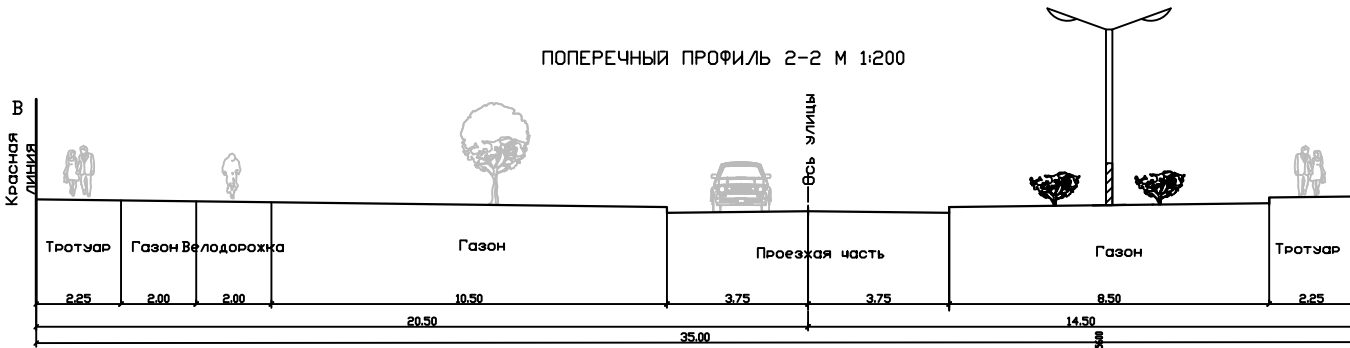 ПОПЕРЕЧНЫЙ ПРОФИЛЬ 2-2 М 1:200
В
Красная
линия
Ось улицы
Тротуар Газон Велодорожка Газон Проезжая часть Газон Тротуар
2.25 2.00 2.00 10.50 3.75 3.75 8.50 2.25
20.50 14.50
35.00